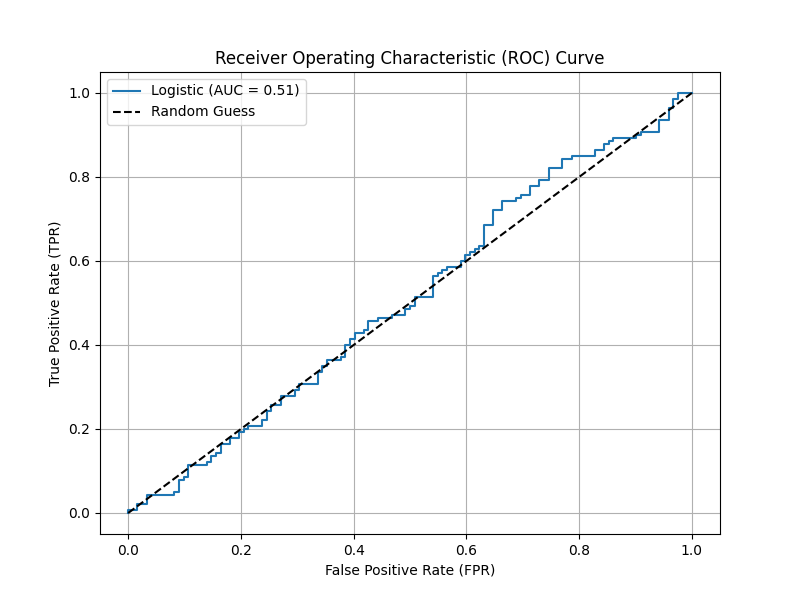 Receiver Operating Characteristic (ROC) Curve
Logistic (AUC = 0.51)
Random Guess
True Positive Rate (TPR)
1.0
0.8
0.6
0.4
0.2
0.0
0.0 0.2 0.4 0.6 0.8 1.0
False Positive Rate (FPR)